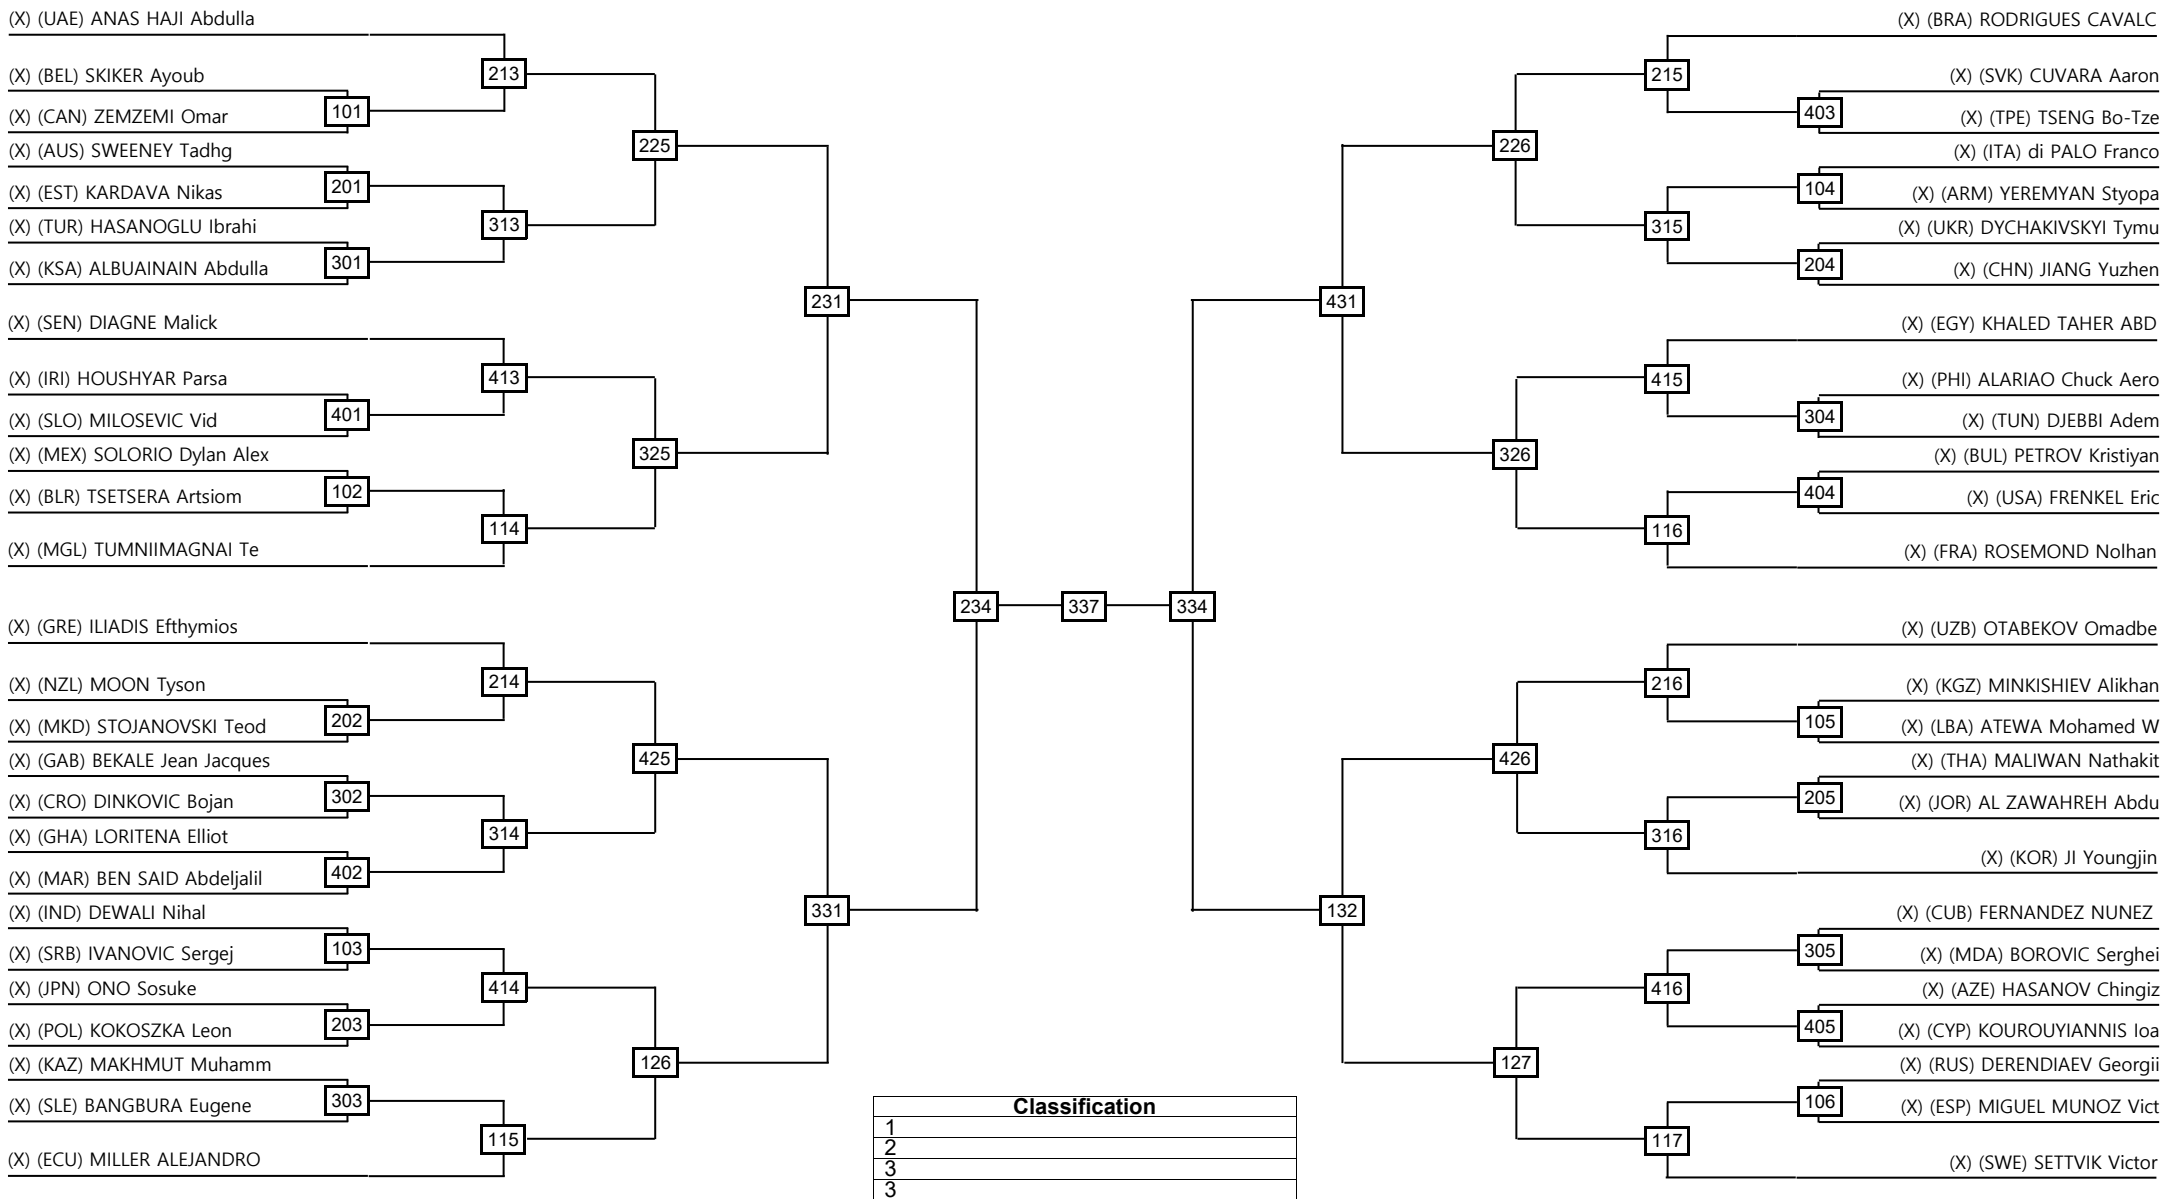 (X) (UAE) ANAS HAJI Abdulla
213
(X) (BEL) SKIKER Ayoub
101
(X) (CAN) ZEMZEMI Omar
225
(X) (AUS) SWEENEY Tadhg
201
(X) (EST) KARDAVA Nikas
313
(X) (TUR) HASANOGLU Ibrahi
301
(X) (KSA) ALBUAINAIN Abdulla
231
(X) (SEN) DIAGNE Malick
413
(X) (IRI) HOUSHYAR Parsa
401
(X) (SLO) MILOSEVIC Vid
325
(X) (MEX) SOLORIO Dylan Alex
102
(X) (BLR) TSETSERA Artsiom
114
(X) (MGL) TUMNIIMAGNAI Te
234
337
334
(X) (GRE) ILIADIS Efthymios
214
(X) (NZL) MOON Tyson
202
(X) (MKD) STOJANOVSKI Teod
425
(X) (GAB) BEKALE Jean Jacques
302
(X) (CRO) DINKOVIC Bojan
314
(X) (GHA) LORITENA Elliot
402
(X) (MAR) BEN SAID Abdeljalil
331
(X) (IND) DEWALI Nihal
103
(X) (SRB) IVANOVIC Sergej
414
(X) (JPN) ONO Sosuke
203
(X) (POL) KOKOSZKA Leon
126
(X) (KAZ) MAKHMUT Muhamm
303
(X) (SLE) BANGBURA Eugene
115
(X) (ECU) MILLER ALEJANDRO
(X) (BRA) RODRIGUES CAVALC
215
(X) (SVK) CUVARA Aaron
403
(X) (TPE) TSENG Bo-Tze
226
(X) (ITA) di PALO Franco
104
(X) (ARM) YEREMYAN Styopa
315
(X) (UKR) DYCHAKIVSKYI Tymu
204
(X) (CHN) JIANG Yuzhen
431
(X) (EGY) KHALED TAHER ABD
415
(X) (PHI) ALARIAO Chuck Aero
304
(X) (TUN) DJEBBI Adem
326
(X) (BUL) PETROV Kristiyan
404
(X) (USA) FRENKEL Eric
116
(X) (FRA) ROSEMOND Nolhan
(X) (UZB) OTABEKOV Omadbe
216
(X) (KGZ) MINKISHIEV Alikhan
105
(X) (LBA) ATEWA Mohamed W
426
(X) (THA) MALIWAN Nathakit
205
(X) (JOR) AL ZAWAHREH Abdu
316
(X) (KOR) JI Youngjin
132
(X) (CUB) FERNANDEZ NUNEZ
305
(X) (MDA) BOROVIC Serghei
416
(X) (AZE) HASANOV Chingiz
405
(X) (CYP) KOUROUYIANNIS Ioa
127
(X) (RUS) DERENDIAEV Georgii
106
(X) (ESP) MIGUEL MUNOZ Vict
117
(X) (SWE) SETTVIK Victor
Classification
1
2
3
3